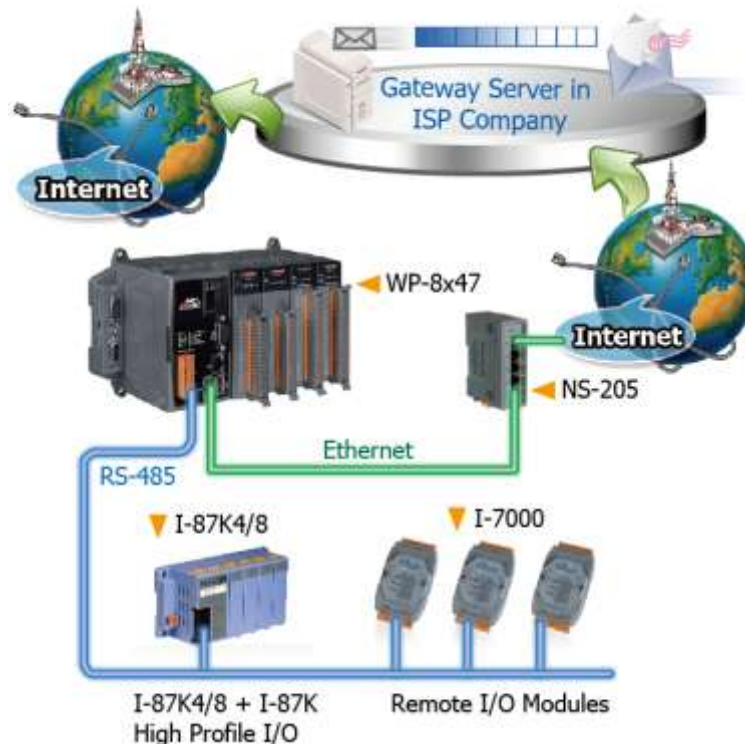 Gateway Server in
ISP Company
Internet
WP-8x47
Internet
NS-205
Ethernet
RS-485
I-87K4/8
I-7000
I-87K4/8 + I-87K
High Profile I/O
Remote I/O Modules